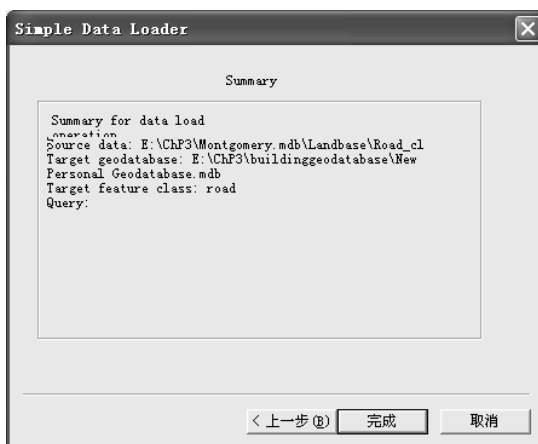 Simple Data Loader
Summary
Summary for data load
operation
Source data: E:\ChP3\Montgomery.mdb\Landbase\Road_cl
Target geodatabase: E:\ChP3\buildinggeodatabase\New
Personal Geodatabase.mdb
Target feature class: road
Query:
< 上一步(B)
完成
取消